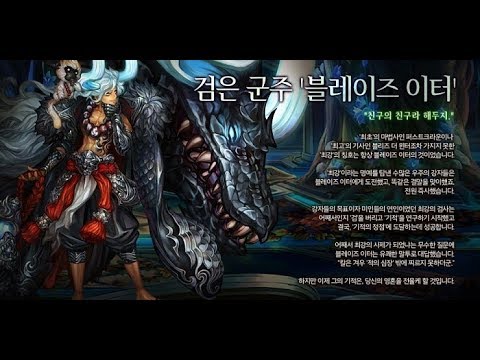 검은 군주 '블레이즈 이터'
"친구의 친구라 해두지."
'최초'의 마법사인 퍼스트크라운이나
'최고'의 기사인 블리즈 더 윈터조차 가지지 못한
'최강'의 칭호는 항상 블레이즈 이터의 것이었습니다.
'최강'이라는 명예를 탐낸 수많은 우주의 강자들은
블레이즈 이터에게 도전했고, 똑같은 결말을 맞이했죠.
전원 즉사했습니다.
강자들의 목표이자 미인들의 연인이었던 최강의 검사는
어째서인지 '검'을 버리고 '기적'을 연구하기 시작했고
결국, '기적의 정점'에 도달하는데 성공합니다.
어째서 최강의 사제가 되었냐는 무수한 질문에
블레이즈 이터는 유쾌한 말투로 대답했습니다.
"칼은 겨우 '적의 심장' 밖에 찌르지 못하더군."
하지만 이제 그의 기적은, 당신의 영혼을 전율케 할 것입니다.